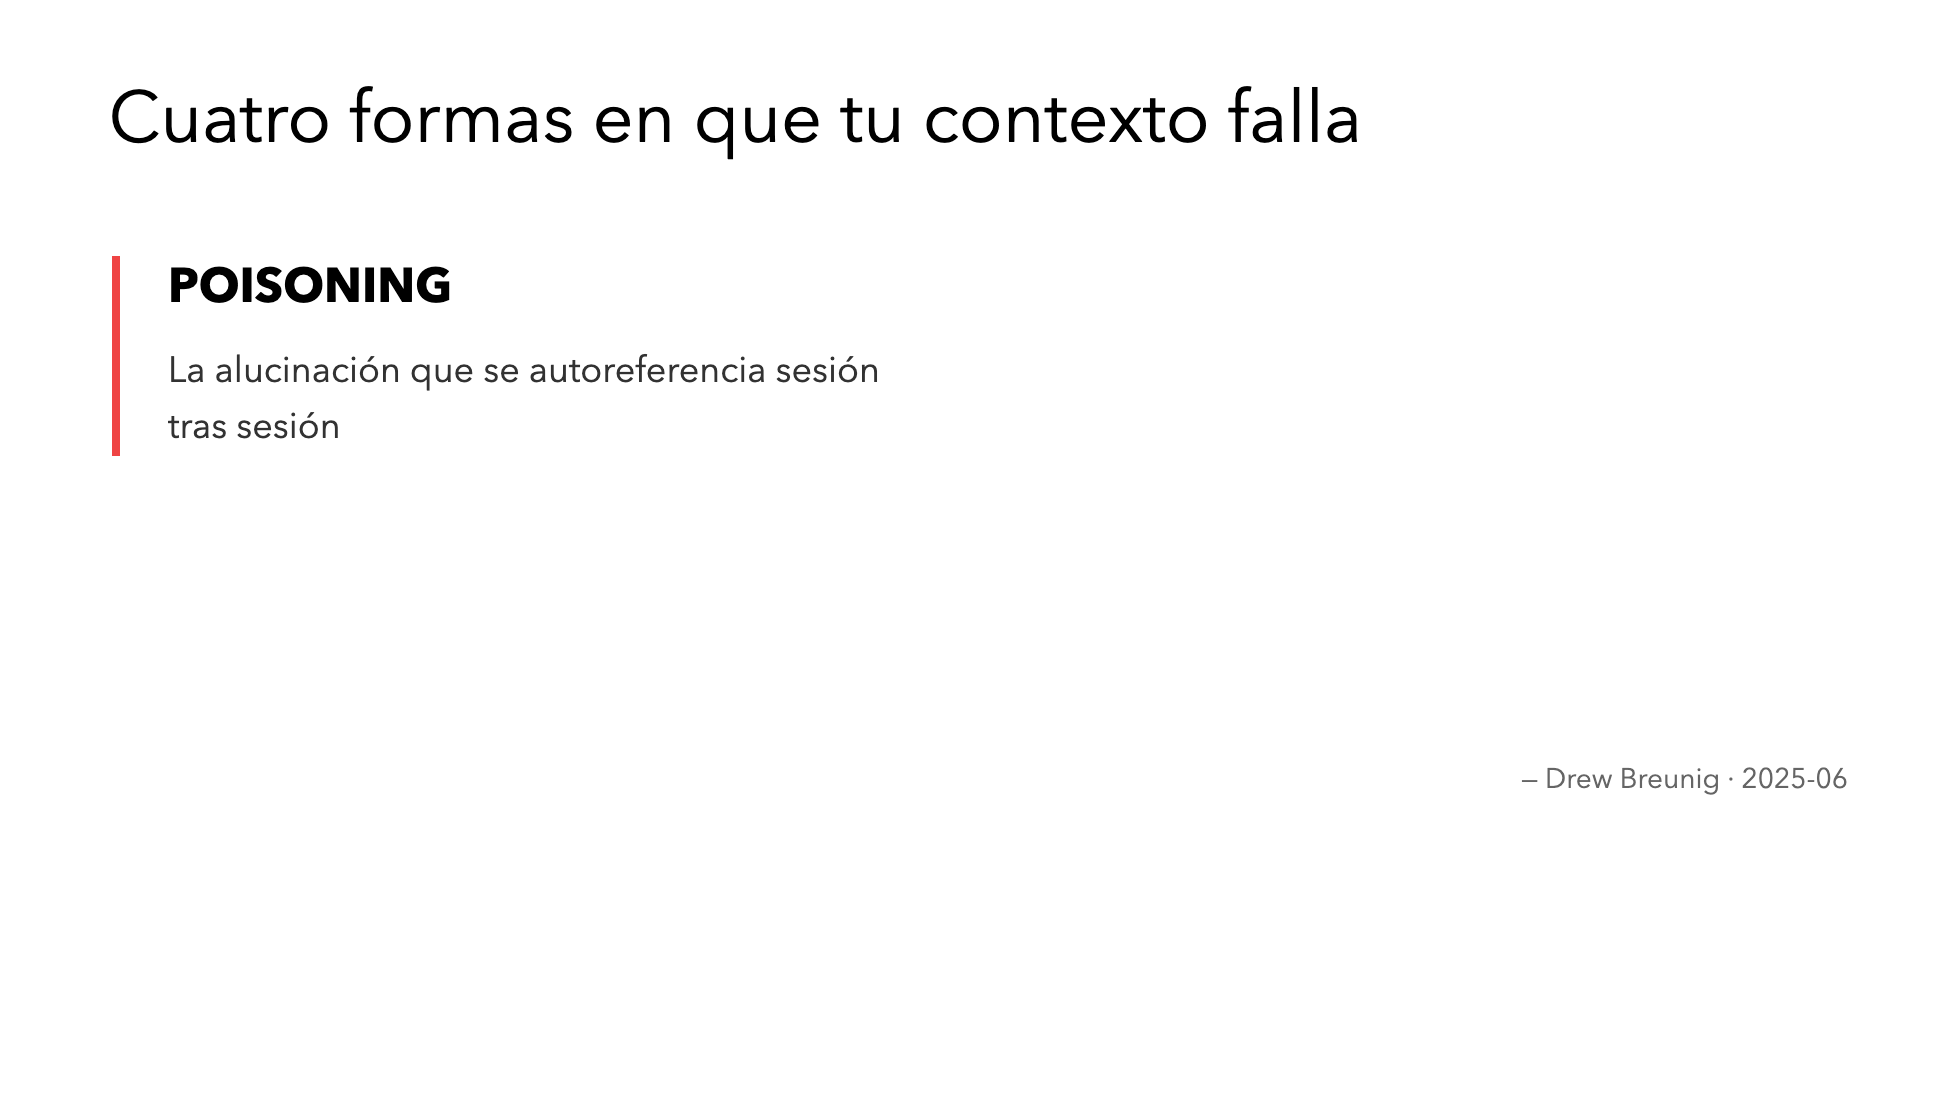 Cuatro formas en que tu contexto falla
POISONING
La alucinación que se autoreferencia sesión
tras sesión
– Drew Breunig · 2025-06